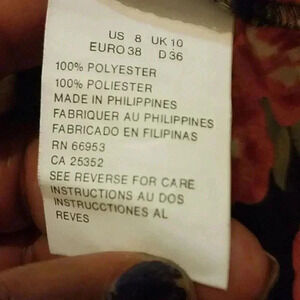 US 8 UK 10
EURO 38 D 36
100% POLYESTER
100% POLIESTER
MADE IN PHILIPPINES
FABRIQUER AU PHILIPPINES
FABRICADO EN FILIPINAS
RN 66953
CA 25352
SEE REVERSE FOR CARE
INSTRUCTIONS AU DOS
INSTRUCCTIONES AL
REVES